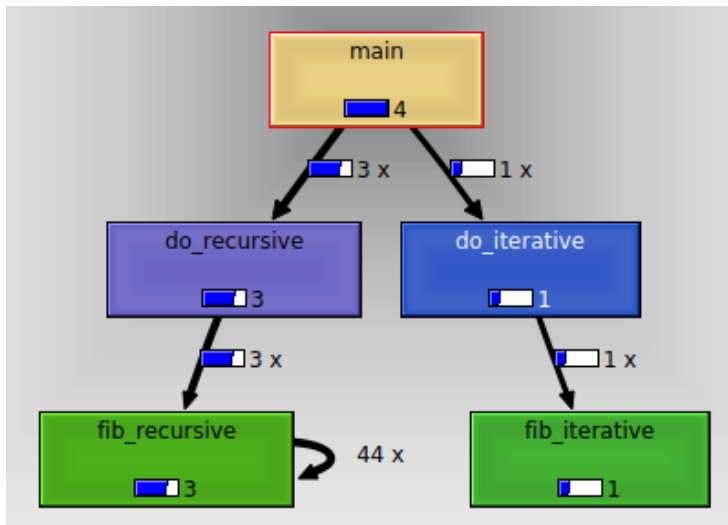 main
4
3 x
1 x
do_recursive
3
do_iterative
1
3 x
1 x
fib_recursive
3
44 x
fib_iterative
1